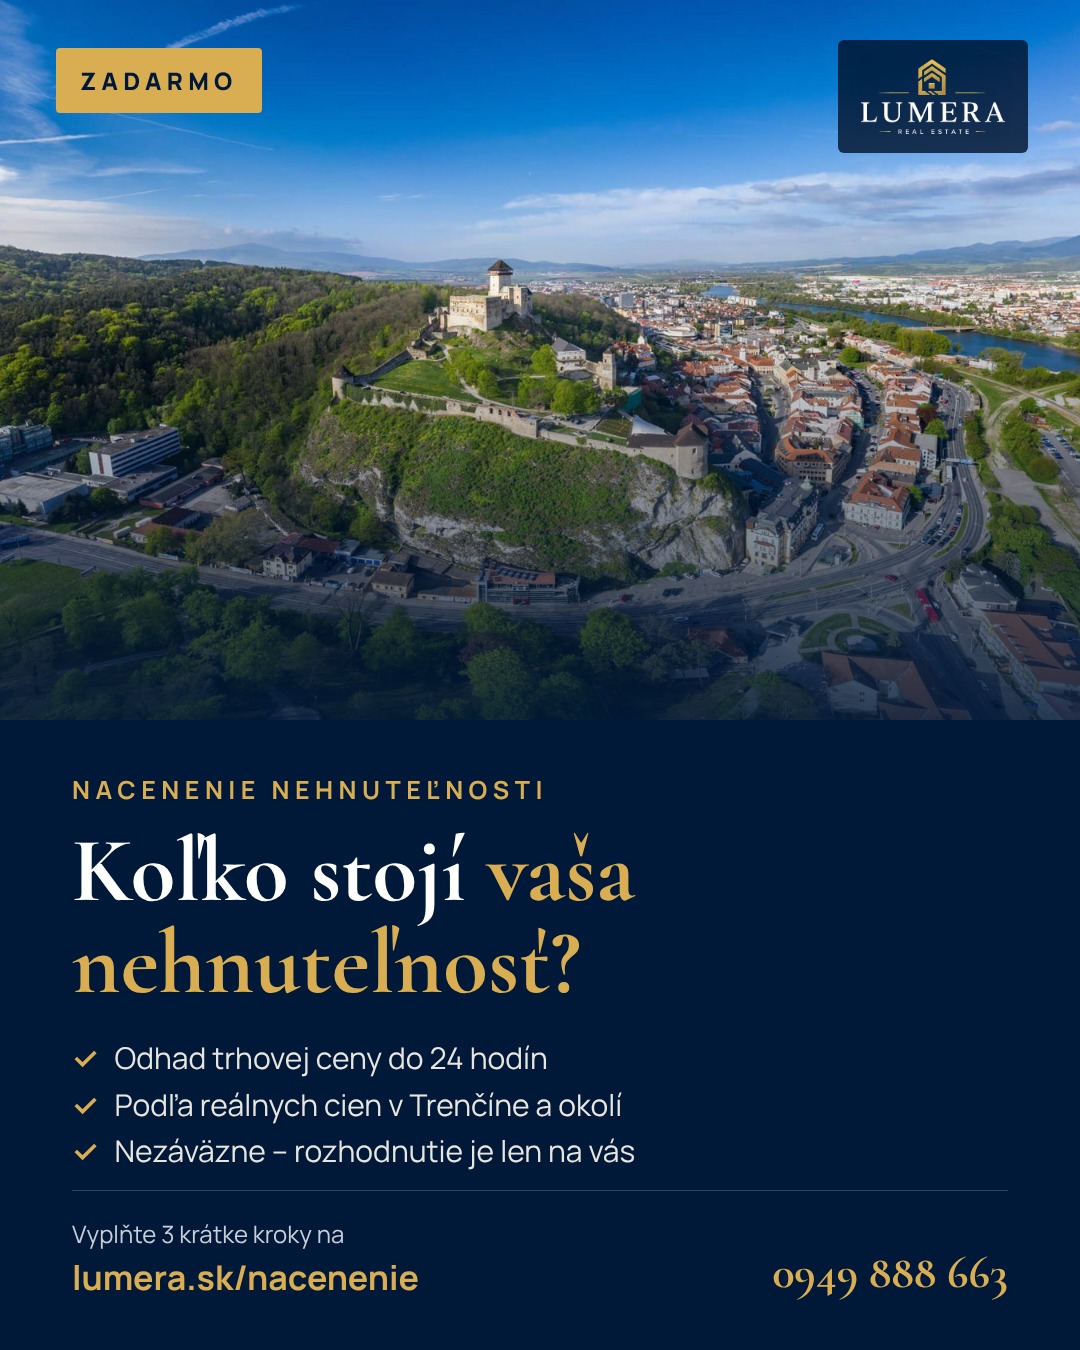 ZADARMO
LUMERA
REAL ESTATE
NACENENIE NEHNUTEĽNOSTI
Koľko stojí vaša
nehnuteľnosť?
Odhad trhovej ceny do 24 hodín
Podľa reálnych cien v Trenčíne a okolí
Nezáväzne – rozhodnutie je len na vás
Vyplňte 3 krátke kroky na
lumera.sk/nacenenie
0949 888 663